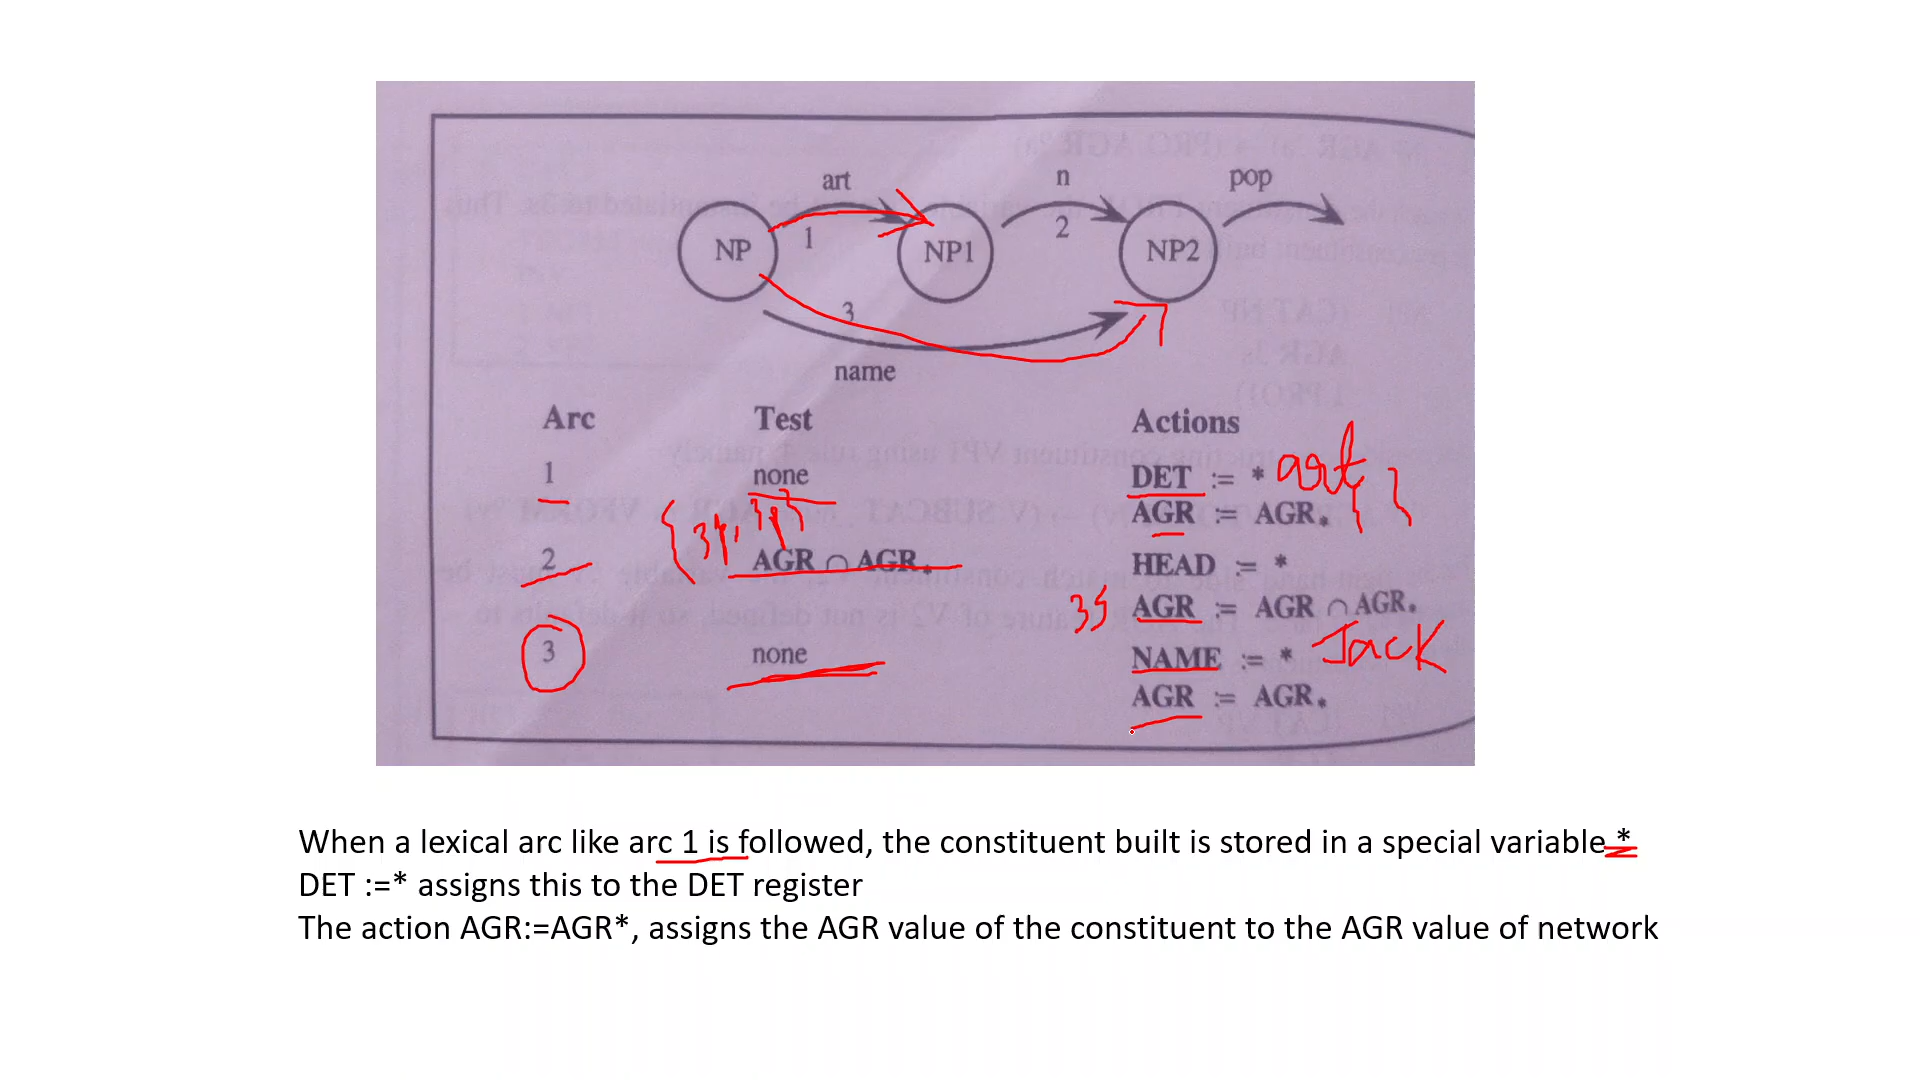 art n pop
NP 1 NP1 2 NP2
3
name
Arc Test Actions
1 none DET := * art
AGR := AGR*
2 AGR ∩ AGR* HEAD := *
3s AGR := AGR ∩ AGR*
3 none NAME := * Jack
AGR := AGR*
When a lexical arc like arc 1 is followed, the constituent built is stored in a special variable *
DET :=* assigns this to the DET register
The action AGR:=AGR*, assigns the AGR value of the constituent to the AGR value of network